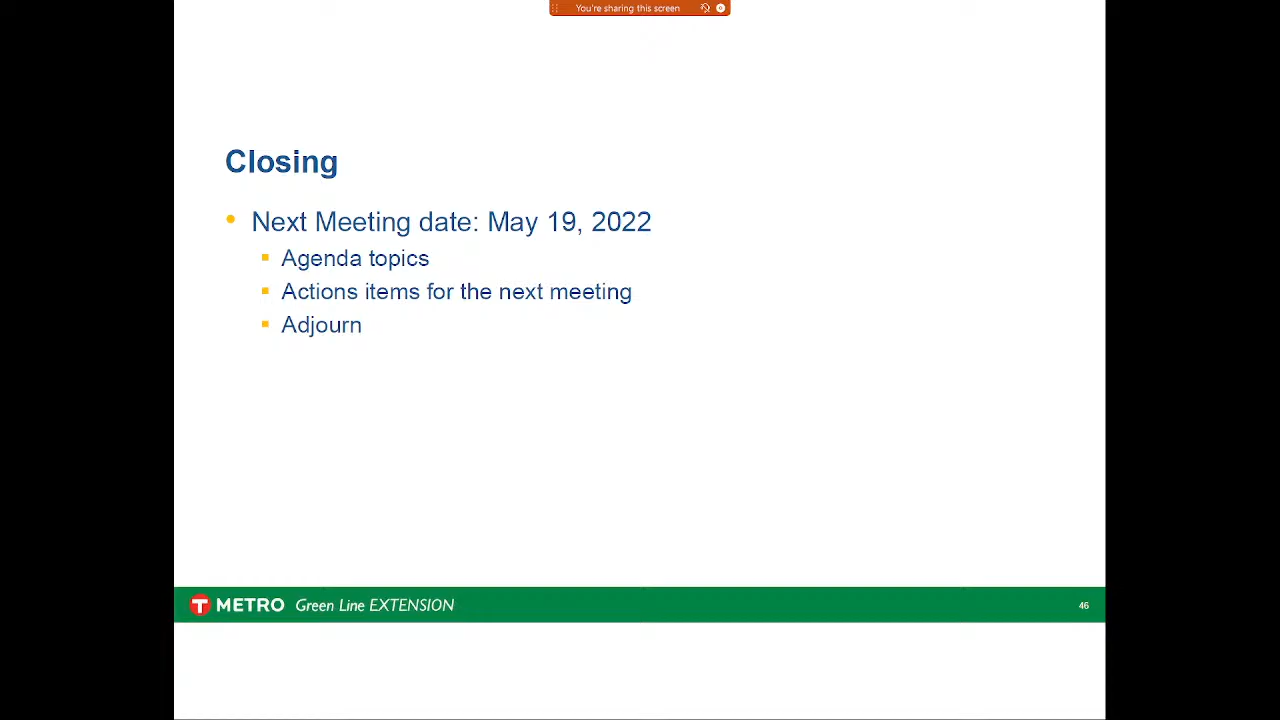 You're sharing this screen
Closing
Next Meeting date: May 19, 2022
Agenda topics
Actions items for the next meeting
Adjourn
T METRO Green Line EXTENSION
46